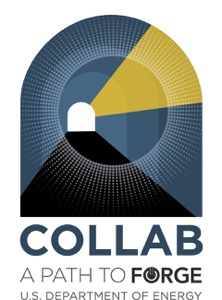 COLLAB
A PATH TO FORGE
U.S. DEPARTMENT OF ENERGY